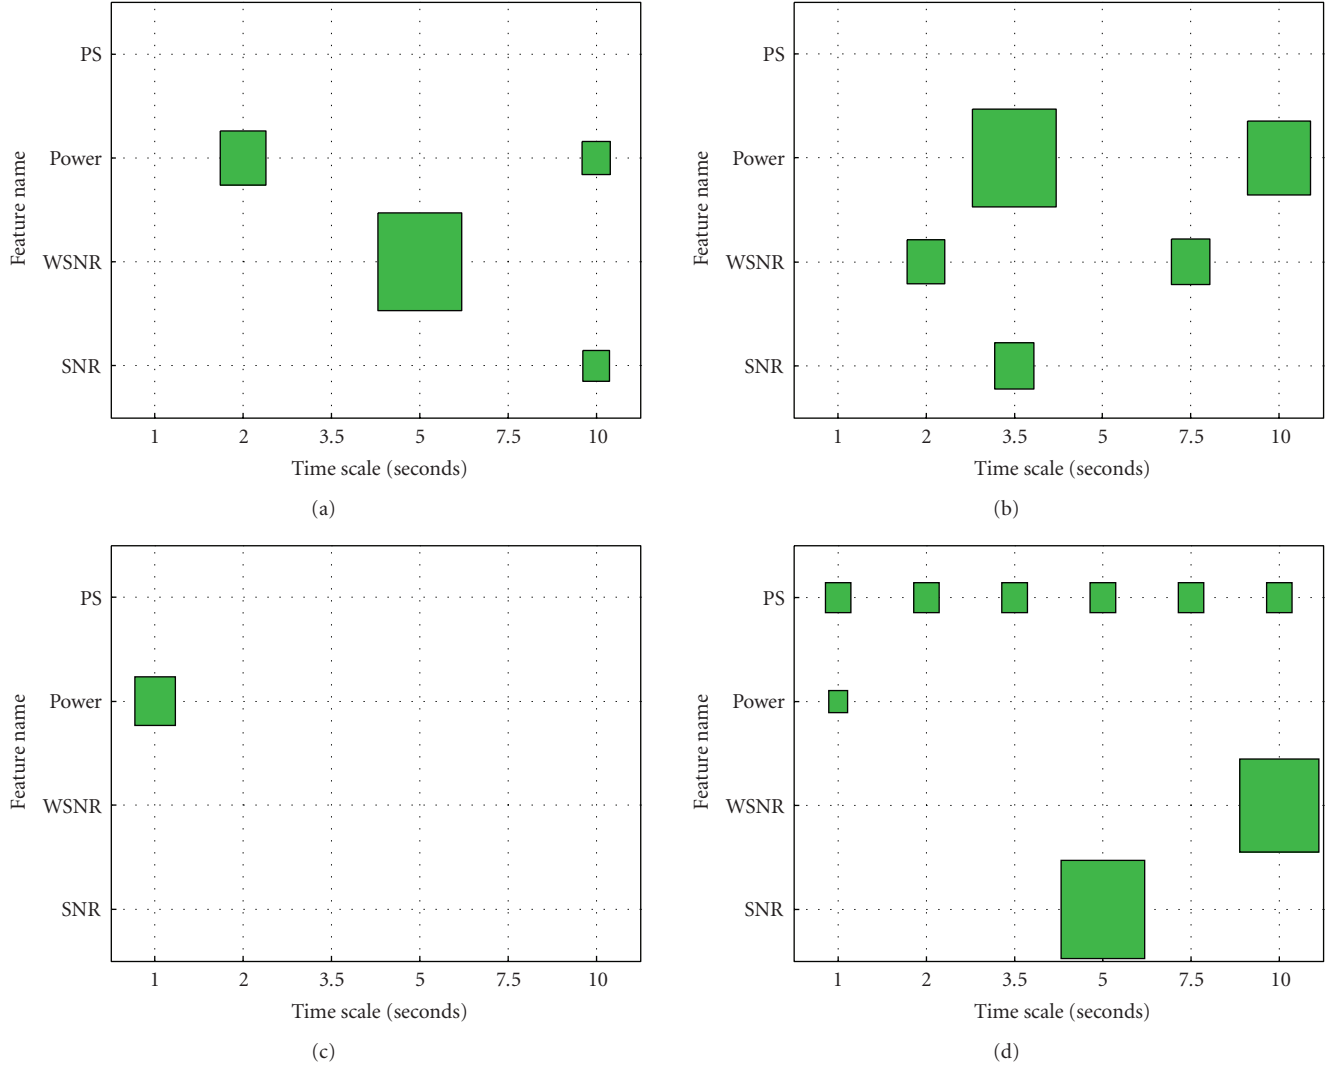 PS
Power
WSNR
SNR
Feature name
1 2 3.5 5 7.5 10
Time scale (seconds)
(a)
PS
Power
WSNR
SNR
Feature name
1 2 3.5 5 7.5 10
Time scale (seconds)
(b)
PS
Power
WSNR
SNR
Feature name
1 2 3.5 5 7.5 10
Time scale (seconds)
(c)
PS
Power
WSNR
SNR
Feature name
1 2 3.5 5 7.5 10
Time scale (seconds)
(d)